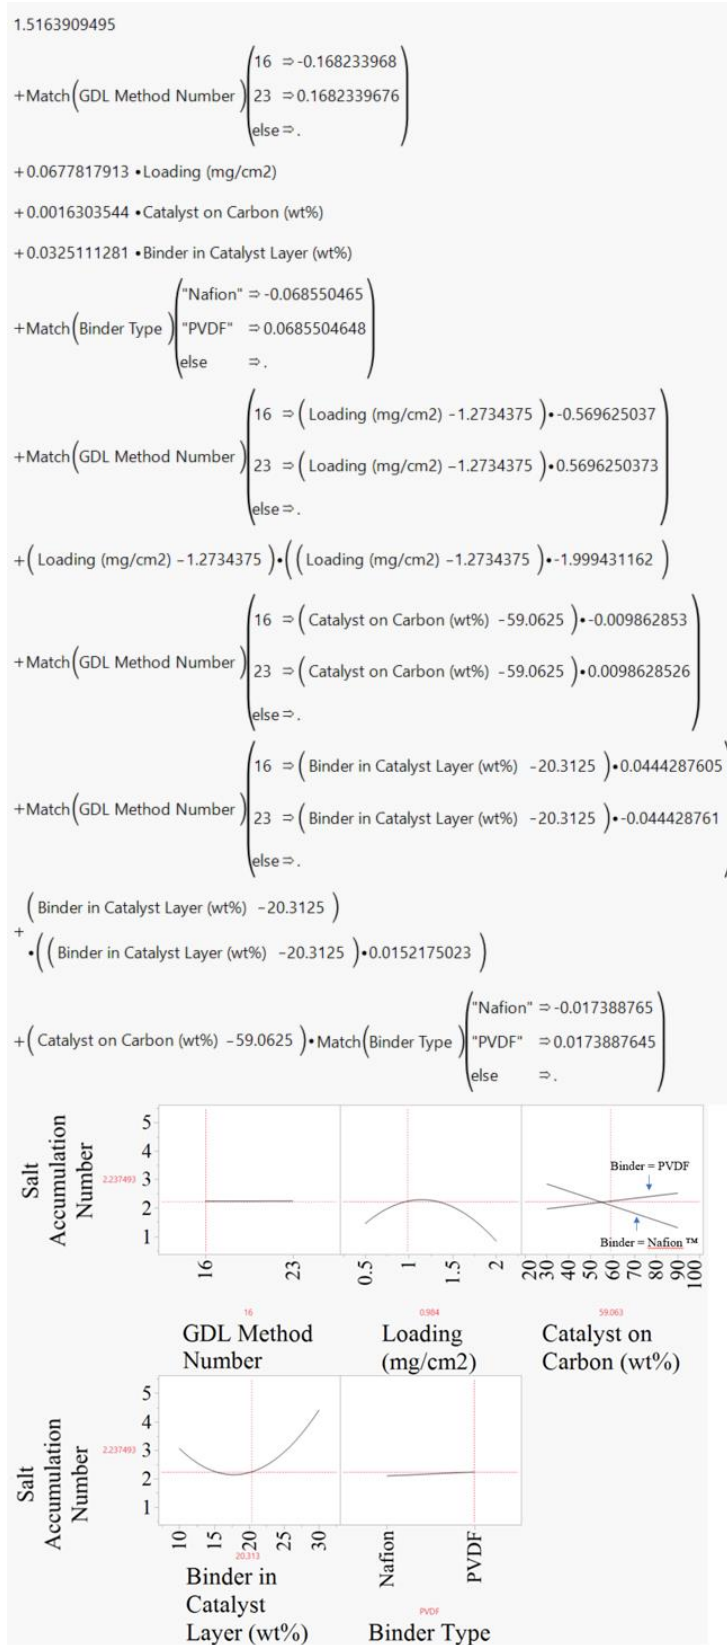 1.5163909495
16 ⇒-0.168233968
+Match(GDL Method Number) 23 ⇒0.1682339676
else⇒.
+0.0677817913 •Loading (mg/cm2)
+0.0016303544 •Catalyst on Carbon (wt%)
+0.0325111281 •Binder in Catalyst Layer (wt%)
"Nafion" ⇒-0.068550465
+Match(Binder Type) "PVDF" ⇒0.0685504648
else ⇒.
16 ⇒(Loading (mg/cm2) -1.2734375)•-0.569625037
+Match(GDL Method Number) 23 ⇒(Loading (mg/cm2) -1.2734375)•0.5696250373
else⇒.
+(Loading (mg/cm2) -1.2734375)•((Loading (mg/cm2) -1.2734375)•-1.999431162)
16 ⇒(Catalyst on Carbon (wt%) -59.0625)•-0.009862853
+Match(GDL Method Number) 23 ⇒(Catalyst on Carbon (wt%) -59.0625)•0.0098628526
else⇒.
16 ⇒(Binder in Catalyst Layer (wt%) -20.3125)•0.0444287605
+Match(GDL Method Number) 23 ⇒(Binder in Catalyst Layer (wt%) -20.3125)•-0.044428761
else⇒.
(Binder in Catalyst Layer (wt%) -20.3125)
+
•((Binder in Catalyst Layer (wt%) -20.3125)•0.0152175023)
"Nafion" ⇒-0.017388765
+(Catalyst on Carbon (wt%) -59.0625)•Match(Binder Type) "PVDF" ⇒0.0173887645
else ⇒.
Salt
Accumulation
Number
2.237493
5
4
3
2
1
Binder = PVDF
Binder = Nafion ™
16 23
0.5 1 1.5 2
20 30 40 50 60 70 80 90 100
16
0.984
59.063
GDL Method
Number
Loading
(mg/cm2)
Catalyst on
Carbon (wt%)
Salt
Accumulation
Number
2.237493
5
4
3
2
1
10 15 20 25 30
Nafion PVDF
20.313
PVDF
Binder in
Catalyst
Layer (wt%)
Binder Type